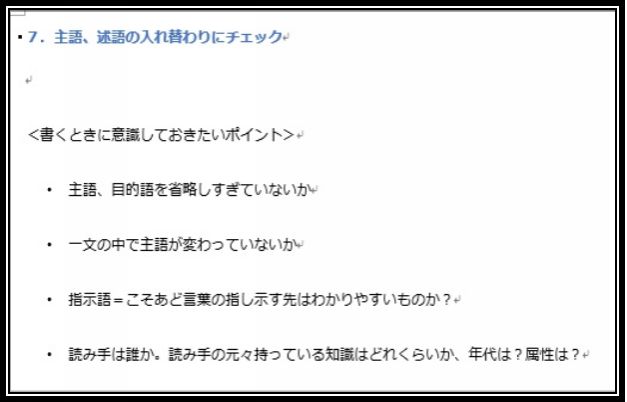 ７．主語、述語の入れ替わりにチェック
＜書くときに意識しておきたいポイント＞
• 主語、目的語を省略しすぎていないか
• 一文の中で主語が変わっていないか
• 指示語＝こそあど言葉の指し示す先はわかりやすいものか？
• 読み手は誰か。読み手の元々持っている知識はどれくらいか、年代は？属性は？